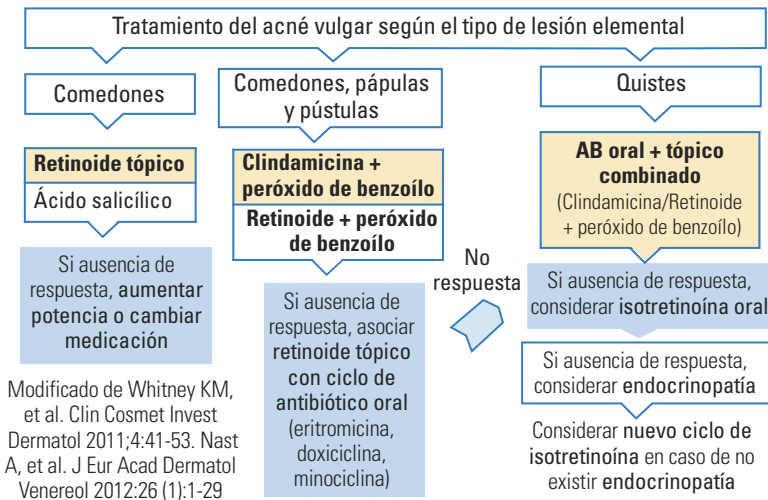 Tratamiento del acné vulgar según el tipo de lesión elemental
Comedones
Retinoide tópico
Ácido salicílico
Si ausencia de
respuesta, aumentar
potencia o cambiar
medicación
Modificado de Whitney KM,
et al. Clin Cosmet Invest
Dermatol 2011;4:41-53. Nast
A, et al. J Eur Acad Dermatol
Venereol 2012:26 (1):1-29
Comedones, pápulas
y pústulas
Clindamicina +
peróxido de benzoílo
Retinoide + peróxido
de benzoílo
Si ausencia de
respuesta, asociar
retinoide tópico
con ciclo de
antibiótico oral
(eritromicina,
doxiciclina,
minociclina)
No
respuesta
Quistes
AB oral + tópico
combinado
(Clindamicina/Retinoide
+ peróxido de benzoílo)
Si ausencia de respuesta,
considerar isotretinoína oral
Si ausencia de respuesta,
considerar endocrinopatía
Considerar nuevo ciclo de
isotretinoína en caso de no
existir endocrinopatía